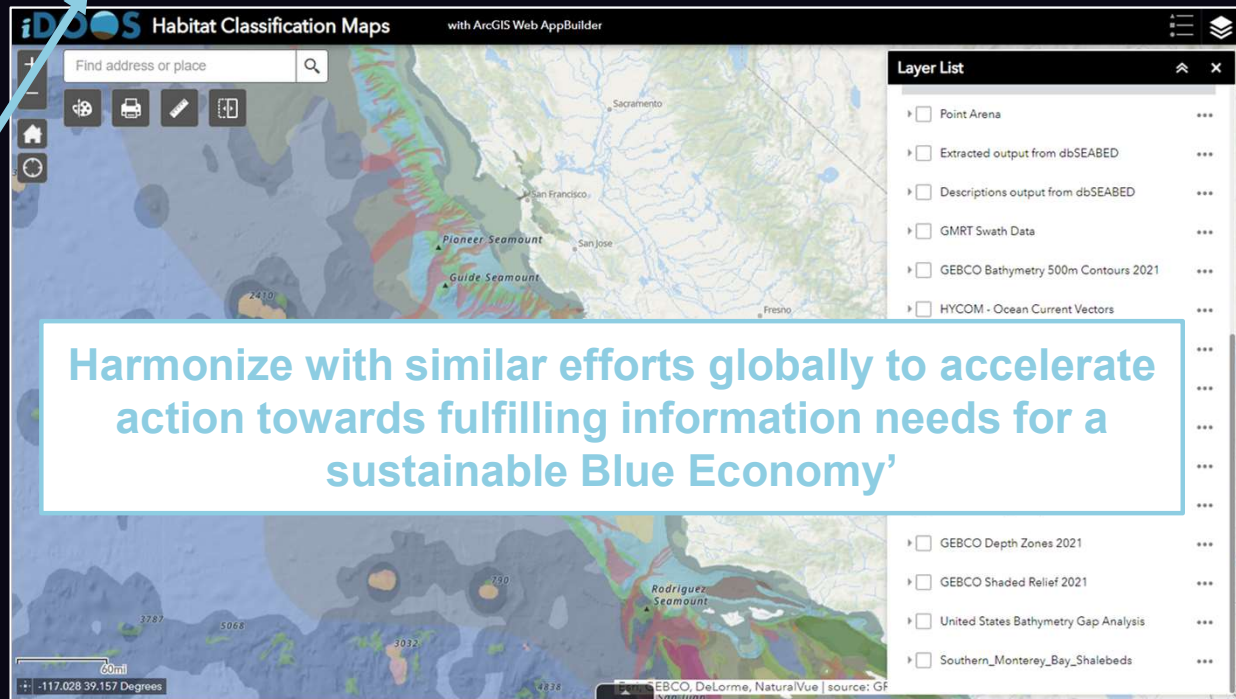 iDOOS Habitat Classification Maps with ArcGIS Web AppBuilder
Find address or place
Layer List
Point Arena
Extracted output from dbSEABED
Descriptions output from dbSEABED
GMRT Swath Data
GEBCO Bathymetry 500m Contours 2021
HYCOM - Ocean Current Vectors
Sacramento
San Francisco
Pioneer Seamount
San Jose
Guide Seamount
2410
Fresno
Harmonize with similar efforts globally to accelerate
action towards fulfilling information needs for a
sustainable Blue Economy’
GEBCO Depth Zones 2021
GEBCO Shaded Relief 2021
United States Bathymetry Gap Analysis
Southern_Monterey_Bay_Shalebeds
790
Rodriguez
Seamount
3787
5068
3032
4838
60mi
-117.028 39.157 Degrees
Esri, GEBCO, DeLorme, NaturalVue | source: GF